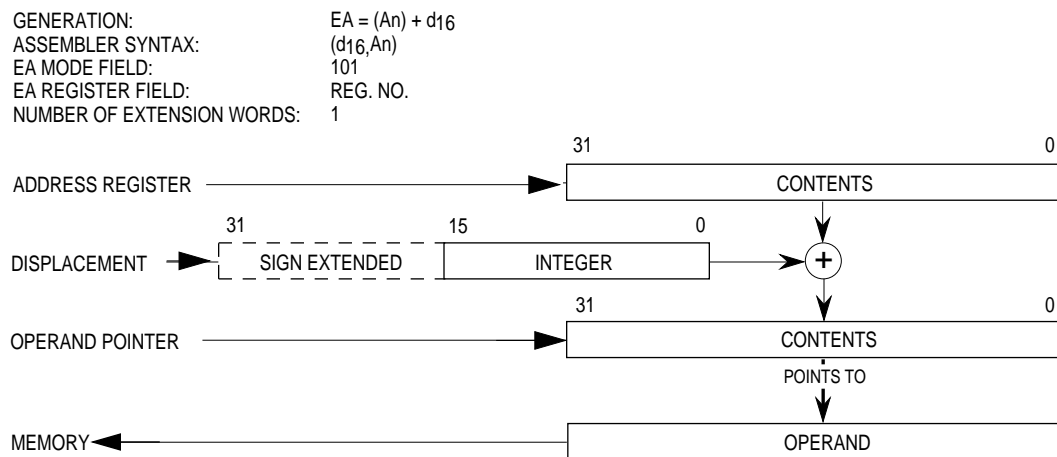 GENERATION: EA = (An) + d16
ASSEMBLER SYNTAX: (d16,An)
EA MODE FIELD: 101
EA REGISTER FIELD: REG. NO.
NUMBER OF EXTENSION WORDS: 1
31 0
ADDRESS REGISTER CONTENTS
31 15 0
DISPLACEMENT SIGN EXTENDED INTEGER +
31 0
OPERAND POINTER CONTENTS
POINTS TO
MEMORY OPERAND